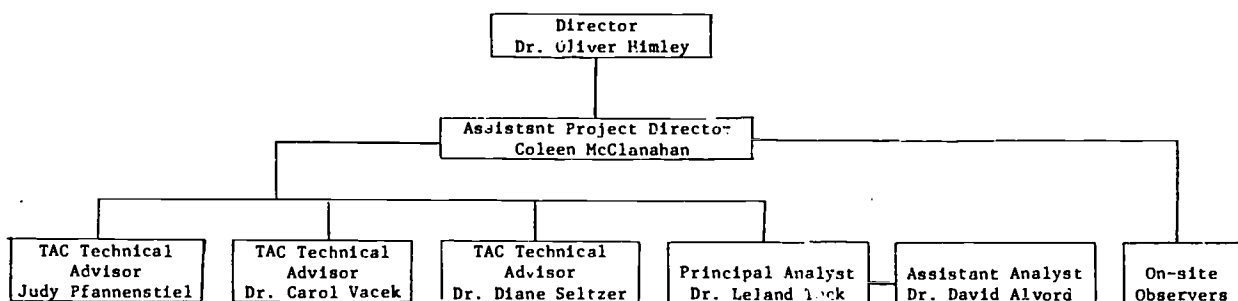 Director
Dr. Oliver Himley
Assistant Project Director
Coleen McClanahan
TAC Technical
Advisor
Judy Pfannenstiel
TAC Technical
Advisor
Dr. Carol Vacek
TAC Technical
Advisor
Dr. Diane Seltzer
Principal Analyst
Dr. Leland
Assistant Analyst
Dr. David Alvord
On-site
Observers